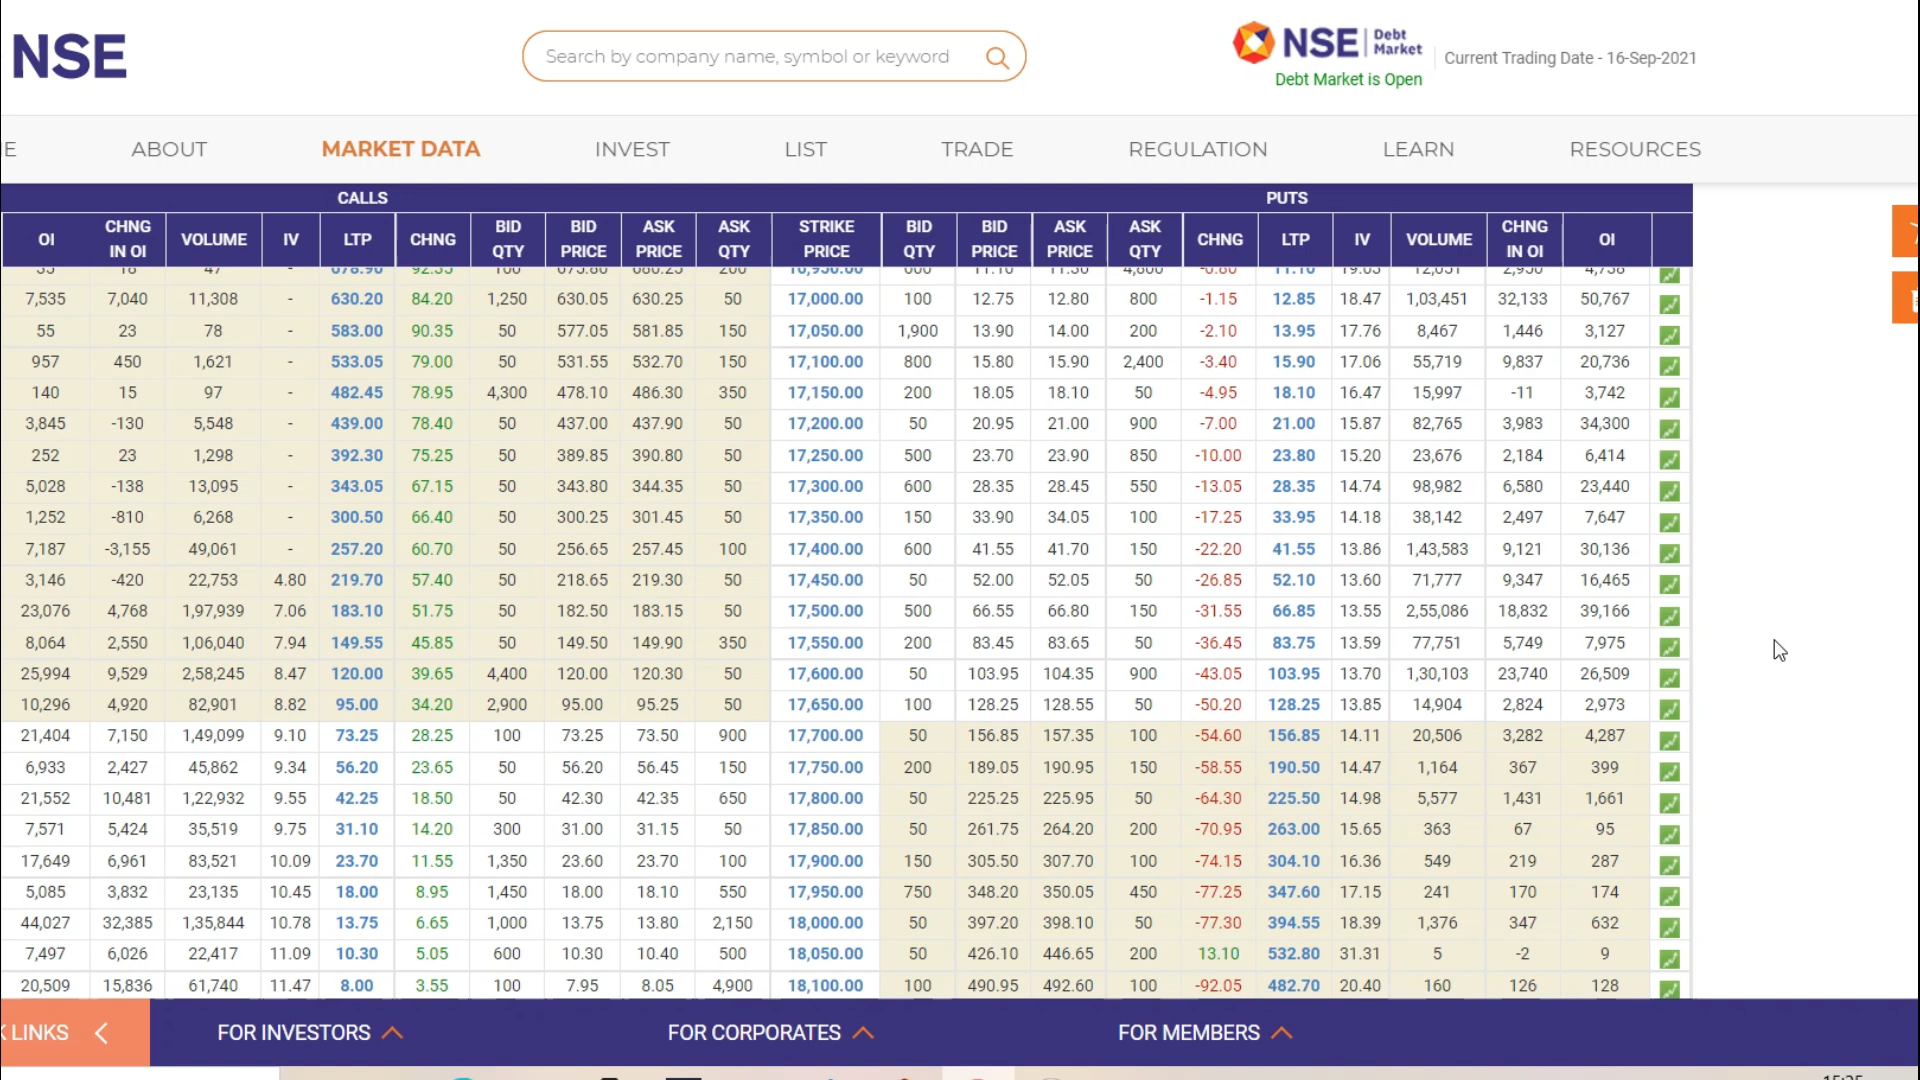 NSE
Search by company name, symbol or keyword
NSE Debt Market
Debt Market is Open
Current Trading Date - 16-Sep-2021
E ABOUT MARKET DATA INVEST LIST TRADE REGULATION LEARN RESOURCES
CALLS PUTS
OI CHNG IN OI VOLUME IV LTP CHNG BID QTY BID PRICE ASK PRICE ASK QTY STRIKE PRICE BID QTY BID PRICE ASK PRICE ASK QTY CHNG LTP IV VOLUME CHNG IN OI OI
7,535 7,040 11,308 - 630.20 84.20 1,250 630.05 630.25 50 17,000.00 100 12.75 12.80 800 -1.15 12.85 18.47 1,03,451 32,133 50,767
55 23 78 - 583.00 90.35 50 577.05 581.85 150 17,050.00 1,900 13.90 14.00 200 -2.10 13.95 17.76 8,467 1,446 3,127
957 450 1,621 - 533.05 79.00 50 531.55 532.70 150 17,100.00 800 15.80 15.90 2,400 -3.40 15.90 17.06 55,719 9,837 20,736
140 15 97 - 482.45 78.95 4,300 478.10 486.30 350 17,150.00 200 18.05 18.10 50 -4.95 18.10 16.47 15,997 -11 3,742
3,845 -130 5,548 - 439.00 78.40 50 437.00 437.90 50 17,200.00 50 20.95 21.00 900 -7.00 21.00 15.87 82,765 3,983 34,300
252 23 1,298 - 392.30 75.25 50 389.85 390.80 50 17,250.00 500 23.70 23.90 850 -10.00 23.80 15.20 23,676 2,184 6,414
5,028 -138 13,095 - 343.05 67.15 50 343.80 344.35 50 17,300.00 600 28.35 28.45 550 -13.05 28.35 14.74 98,982 6,580 23,440
1,252 -810 6,268 - 300.50 66.40 50 300.25 301.45 50 17,350.00 150 33.90 34.05 100 -17.25 33.95 14.18 38,142 2,497 7,647
7,187 -3,155 49,061 - 257.20 60.70 50 256.65 257.45 100 17,400.00 600 41.55 41.70 150 -22.20 41.55 13.86 1,43,583 9,121 30,136
3,146 -420 22,753 4.80 219.70 57.40 50 218.65 219.30 50 17,450.00 50 52.00 52.05 50 -26.85 52.10 13.60 71,777 9,347 16,465
23,076 4,768 1,97,939 7.06 183.10 51.75 50 182.50 183.15 50 17,500.00 500 66.55 66.80 150 -31.55 66.85 13.55 2,55,086 18,832 39,166
8,064 2,550 1,06,040 7.94 149.55 45.85 50 149.50 149.90 350 17,550.00 200 83.45 83.65 50 -36.45 83.75 13.59 77,751 5,749 7,975
25,994 9,529 2,58,245 8.47 120.00 39.65 4,400 120.00 120.30 50 17,600.00 50 103.95 104.35 900 -43.05 103.95 13.70 1,30,103 23,740 26,509
10,296 4,920 82,901 8.82 95.00 34.20 2,900 95.00 95.25 50 17,650.00 100 128.25 128.55 50 -50.20 128.25 13.85 14,904 2,824 2,973
21,404 7,150 1,49,099 9.10 73.25 28.25 100 73.25 73.50 900 17,700.00 50 156.85 157.35 100 -54.60 156.85 14.11 20,506 3,282 4,287
6,933 2,427 45,862 9.34 56.20 23.65 50 56.20 56.45 150 17,750.00 200 189.05 190.95 150 -58.55 190.50 14.47 1,164 367 399
21,552 10,481 1,22,932 9.55 42.25 18.50 50 42.30 42.35 650 17,800.00 50 225.25 225.95 50 -64.30 225.50 14.98 5,577 1,431 1,661
7,571 5,424 35,519 9.75 31.10 14.20 300 31.00 31.15 50 17,850.00 50 261.75 264.20 200 -70.95 263.00 15.65 363 67 95
17,649 6,961 83,521 10.09 23.70 11.55 1,350 23.60 23.70 100 17,900.00 150 305.50 307.70 100 -74.15 304.10 16.36 549 219 287
5,085 3,832 23,135 10.45 18.00 8.95 1,450 18.00 18.10 550 17,950.00 750 348.20 350.05 450 -77.25 347.60 17.15 241 170 174
44,027 32,385 1,35,844 10.78 13.75 6.65 1,000 13.75 13.80 2,150 18,000.00 50 397.20 398.10 50 -77.30 394.55 18.39 1,376 347 632
7,497 6,026 22,417 11.09 10.30 5.05 600 10.30 10.40 500 18,050.00 50 426.10 446.65 200 13.10 532.80 31.31 5 -2 9
20,509 15,836 61,740 11.47 8.00 3.55 100 7.95 8.05 4,900 18,100.00 100 490.95 492.60 100 -92.05 482.70 20.40 160 126 128
LINKS FOR INVESTORS FOR CORPORATES FOR MEMBERS